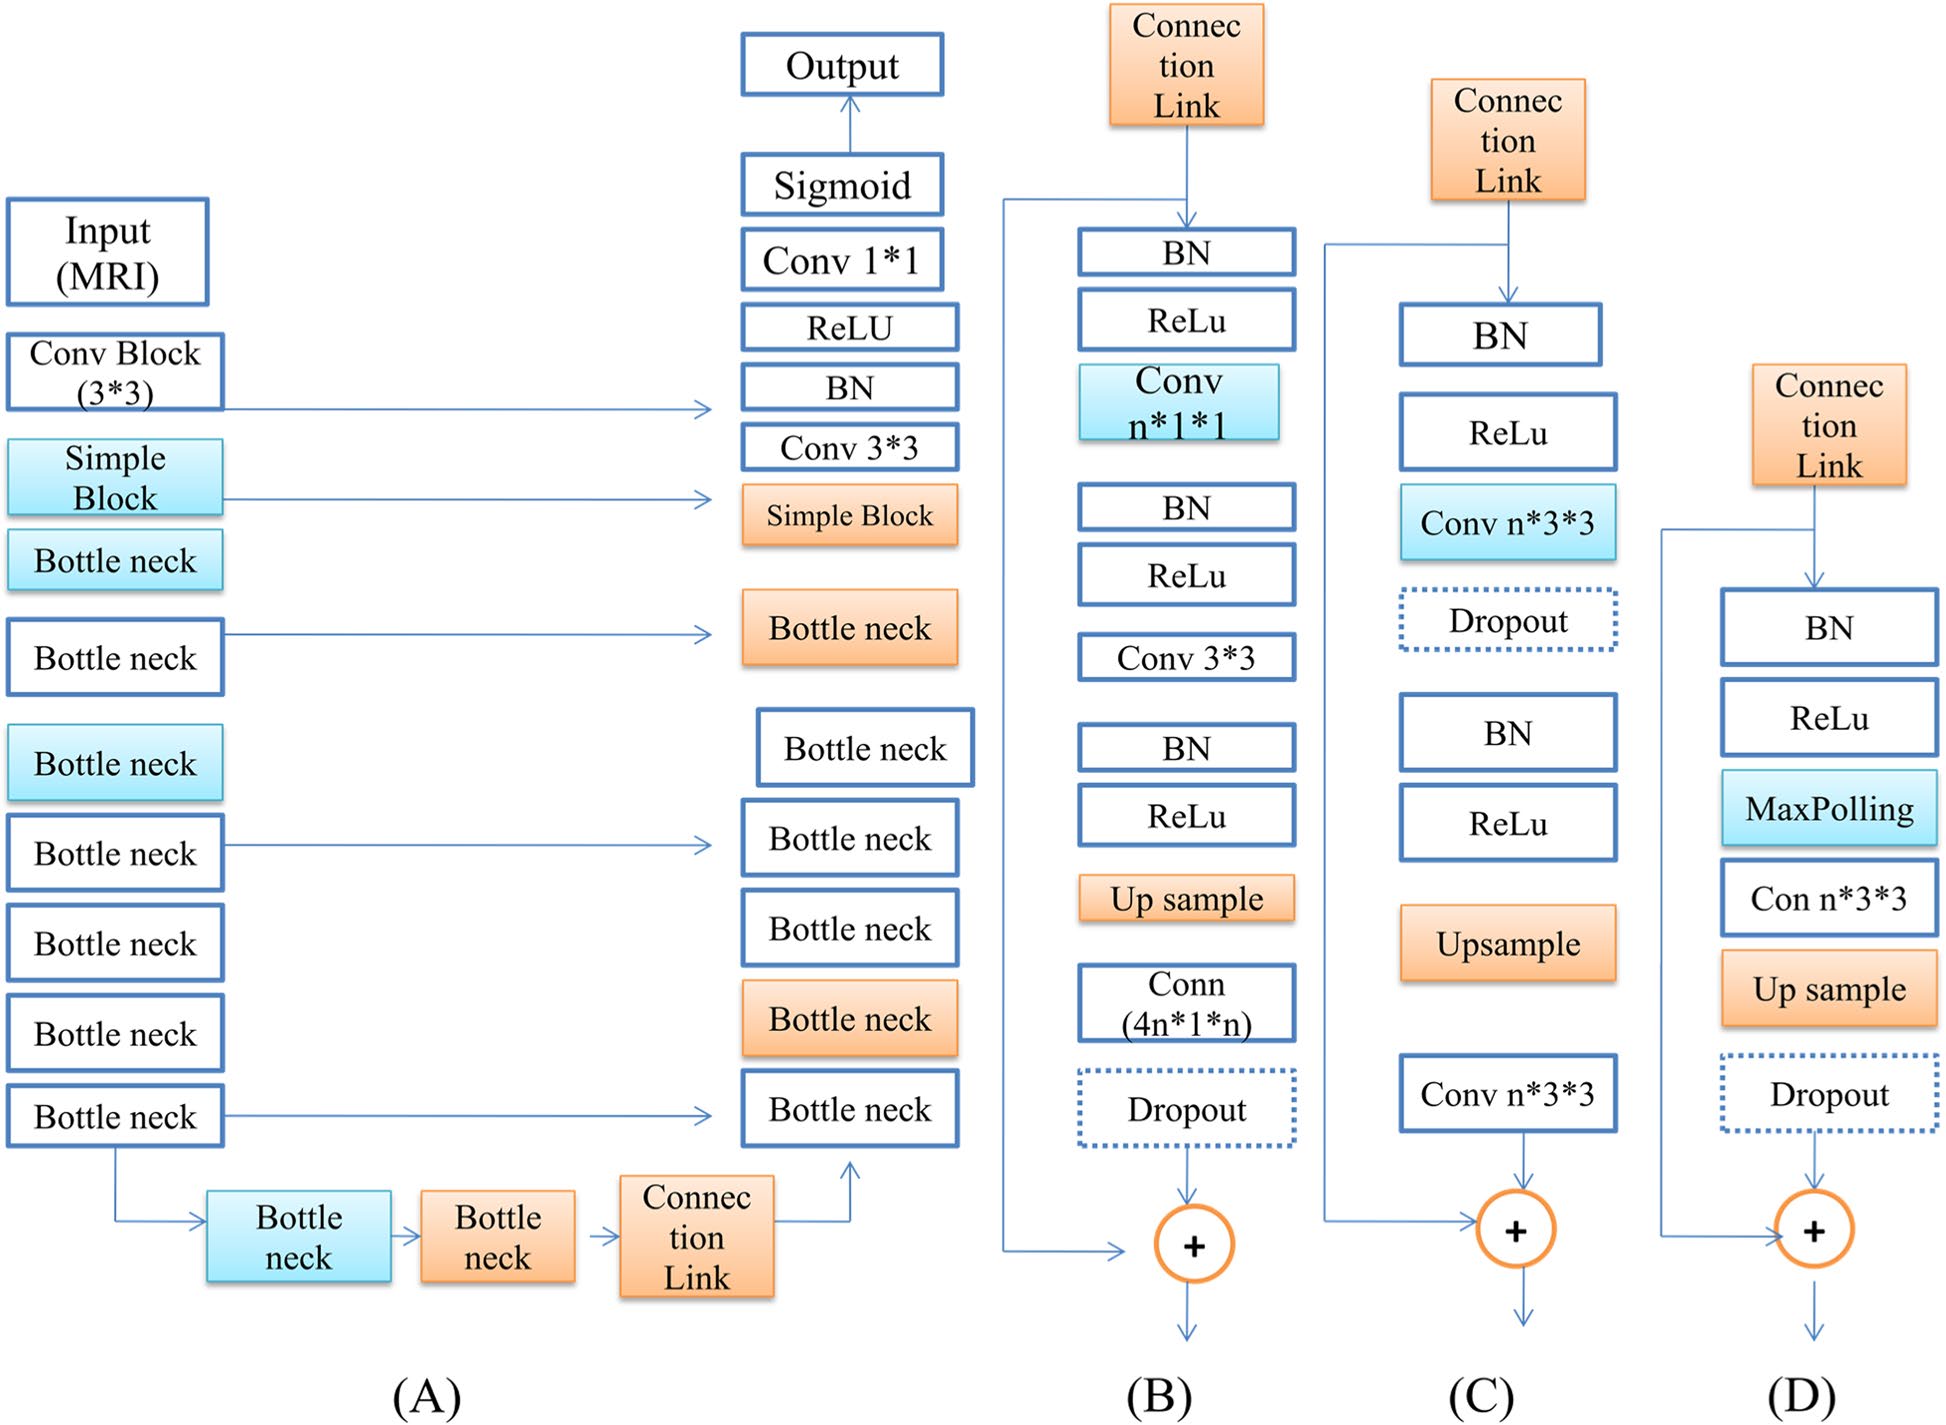 Input
(MRI)
Conv Block
(3*3)
Simple
Block
Bottle neck
Bottle neck
Bottle neck
Bottle neck
Bottle neck
Bottle neck
Bottle neck
Bottle
neck
Bottle
neck
Connec
tion
Link
Output
Sigmoid
Conv 1*1
ReLU
BN
Conv 3*3
Simple Block
Bottle neck
Bottle neck
Bottle neck
Bottle neck
Bottle neck
Bottle neck
(A)
Connec
tion
Link
BN
ReLu
Conv
n*1*1
BN
ReLu
Conv 3*3
BN
ReLu
Up sample
Conn
(4n*1*n)
Dropout
+
(B)
Connec
tion
Link
BN
ReLu
Conv n*3*3
Dropout
BN
ReLu
Upsample
Conv n*3*3
+
(C)
Connec
tion
Link
BN
ReLu
MaxPolling
Con n*3*3
Up sample
Dropout
+
(D)